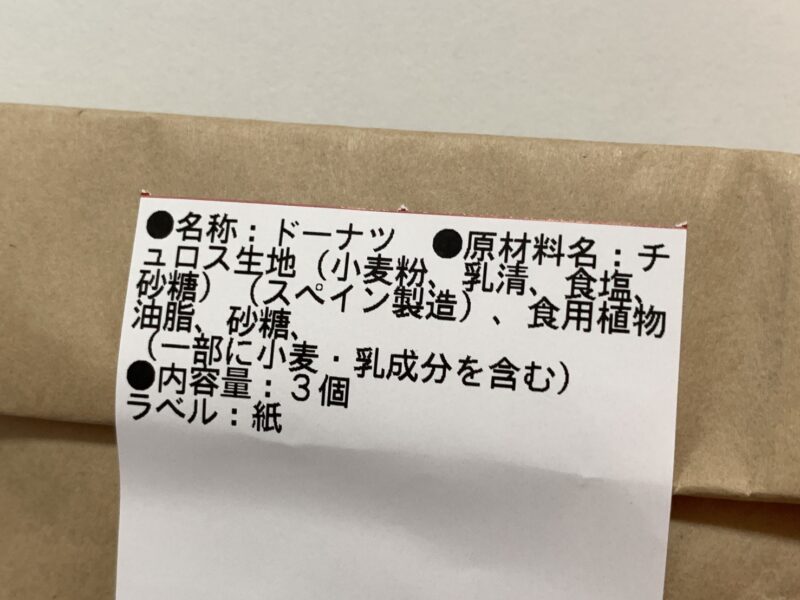 ●名称：ドーナツ　●原材料名：チ
ュロス生地（小麦粉、乳清、食塩、
砂糖）（スペイン製造）、食用植物
油脂、砂糖、
（一部に小麦・乳成分を含む）
●内容量：３個
ラベル：紙